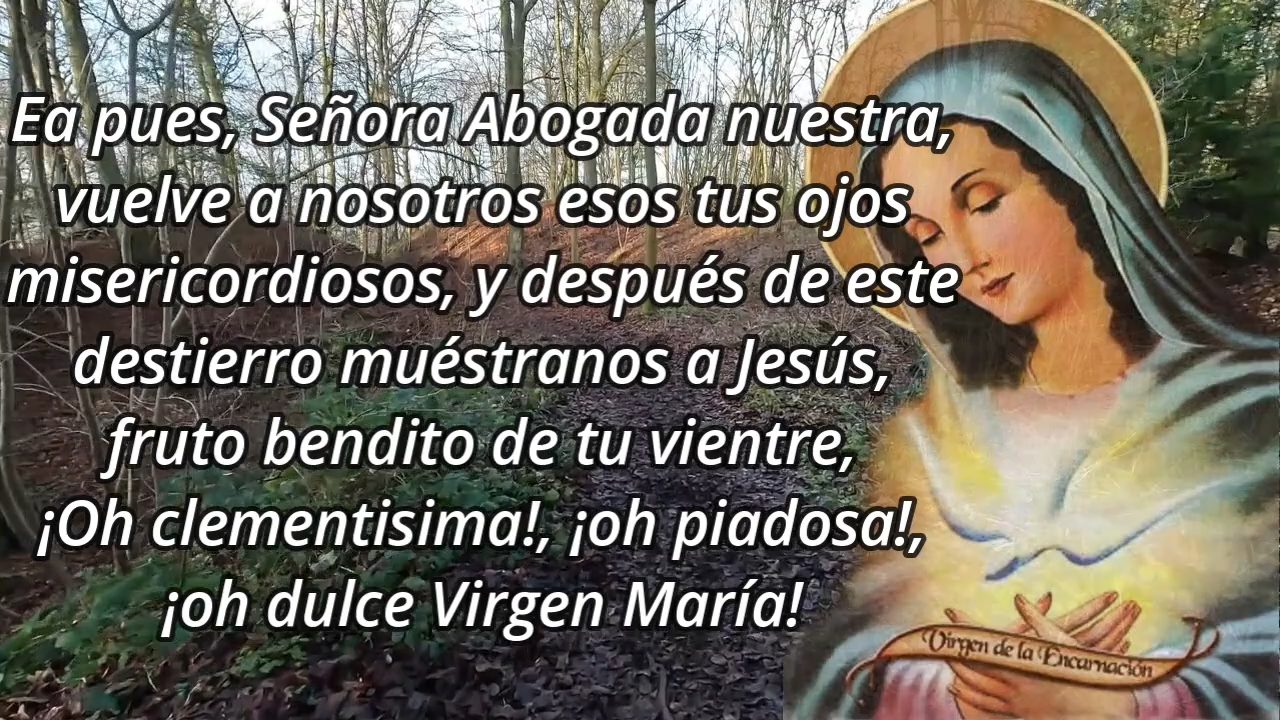 Ea pues, Señora Abogada nuestra,
vuelve a nosotros esos tus ojos
misericordiosos, y después de este
destierro muéstranos a Jesús,
fruto bendito de tu vientre,
¡Oh clementisima!, ¡oh piadosa!,
¡oh dulce Virgen María!
Virgen de la Encarnación